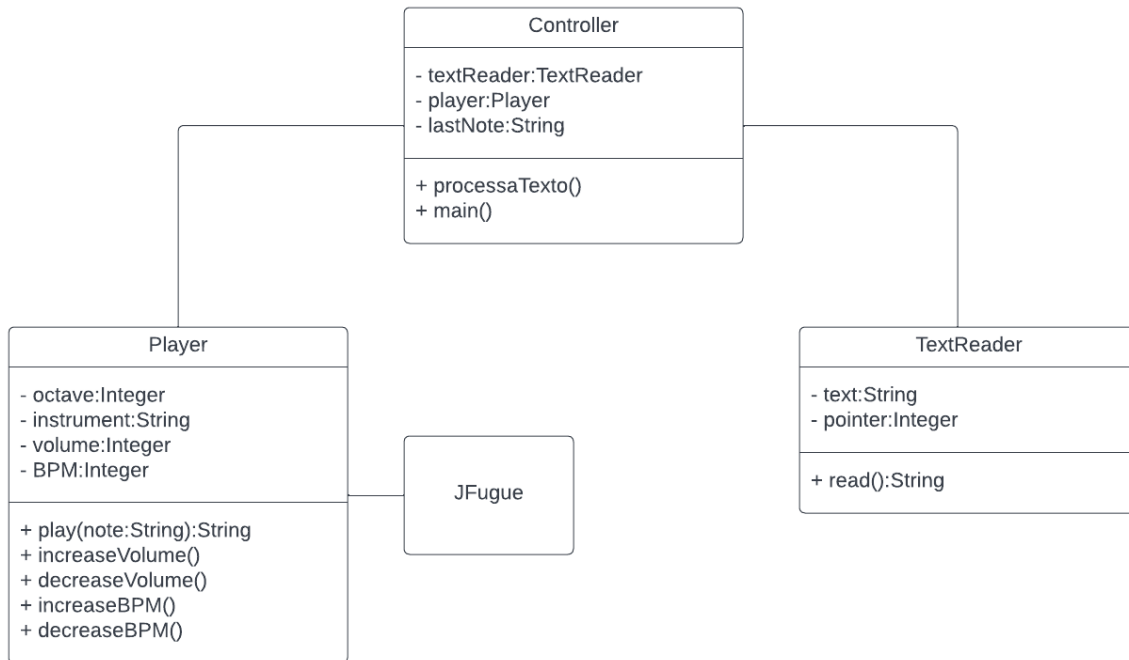 Controller
- textReader:TextReader
- player:Player
- lastNote:String
+ processaTexto()
+ main()
Player
- octave:Integer
- instrument:String
- volume:Integer
- BPM:Integer
+ play(note:String):String
+ increaseVolume()
+ decreaseVolume()
+ increaseBPM()
+ decreaseBPM()
JFugue
TextReader
- text:String
- pointer:Integer
+ read():String